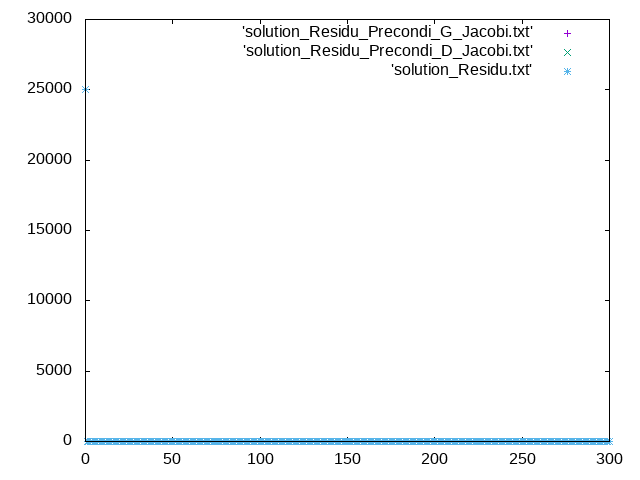 30000
25000
20000
15000
10000
5000
0
'solution_Residu_Precondi_G_Jacobi.txt'
'solution_Residu_Precondi_D_Jacobi.txt'
'solution_Residu.txt'
0 50 100 150 200 250 300